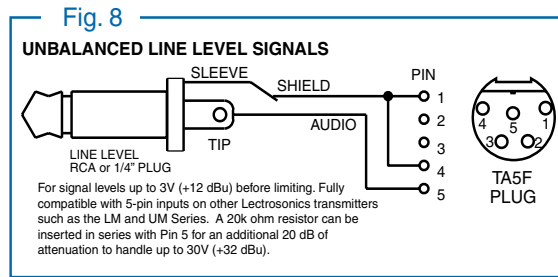 Fig. 8
UNBALANCED LINE LEVEL SIGNALS
SLEEVE
SHIELD
PIN
1
2
3
4
5
AUDIO
TIP
LINE LEVEL
RCA or 1/4" PLUG
4
5
1
3
2
TA5F
PLUG
For signal levels up to 3V (+12 dBu) before limiting. Fully
compatible with 5-pin inputs on other Lectrosonics transmitters
such as the LM and UM Series. A 20k ohm resistor can be
inserted in series with Pin 5 for an additional 20 dB of
attenuation to handle up to 30V (+32 dBu).